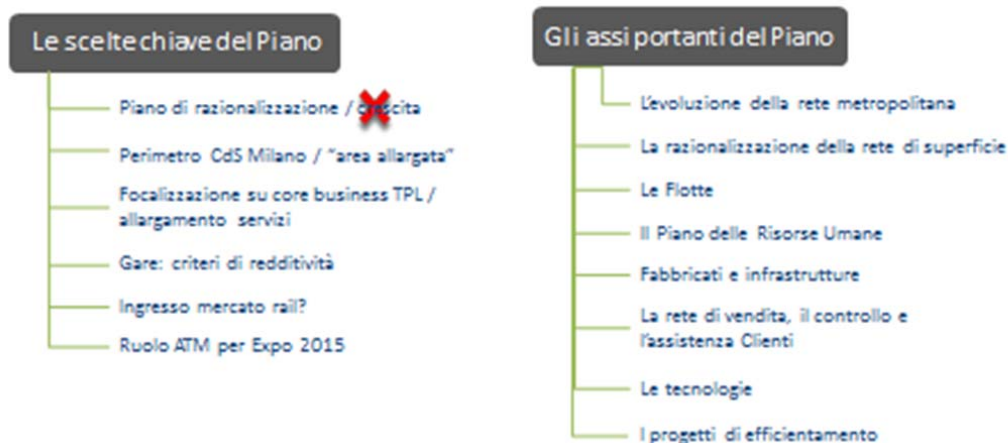 Le scelte chiave del Piano
Piano di razionalizzazione / crescita
Perimetro CdS Milano / "area allargata"
Focalizzazione su core business TPL /
allargamento servizi
Gare: criteri di redditività
Ingresso mercato rail?
Ruolo ATM per Expo 2015
Gli assi portanti del Piano
L'evoluzione della rete metropolitana
La razionalizzazione della rete di superficie
Le Flotte
Il Piano delle Risorse Umane
Fabbricati e infrastrutture
La rete di vendita, il controllo e
l'assistenza Clienti
Le tecnologie
I progetti di efficientamento